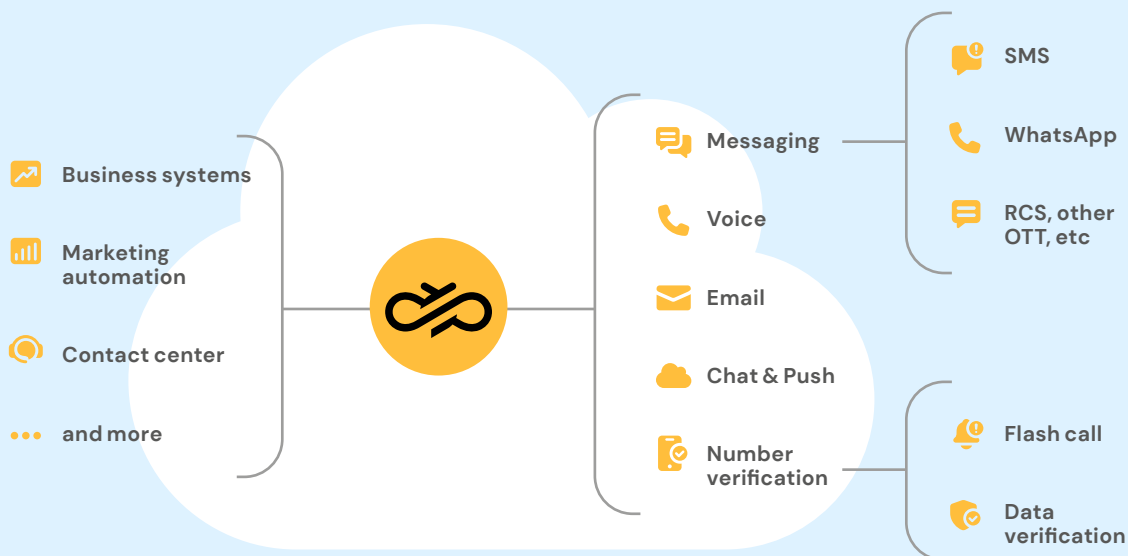 Business systems
Marketing
automation
Contact center
and more
Messaging
Voice
Email
Chat & Push
Number
verification
SMS
WhatsApp
RCS, other
OTT, etc
Flash call
Data
verification